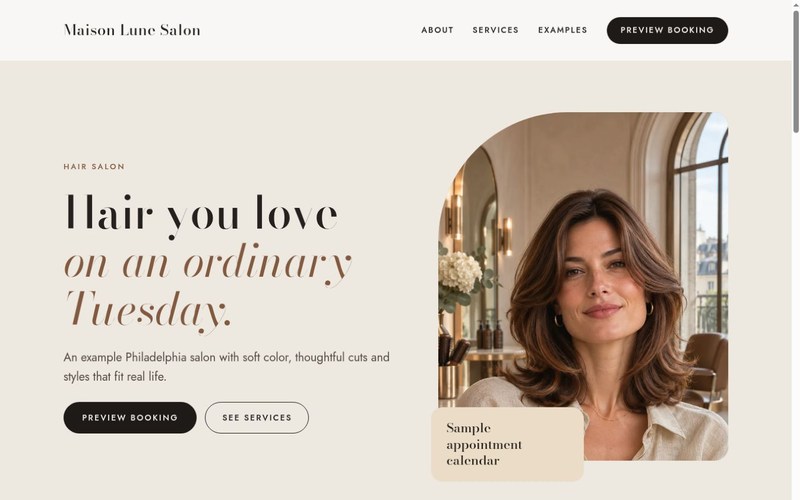 Maison Lune Salon
ABOUT
SERVICES
EXAMPLES
PREVIEW BOOKING
HAIR SALON
Hair you love
on an ordinary
Tuesday.
An example Philadelphia salon with soft color, thoughtful cuts and
styles that fit real life.
PREVIEW BOOKING
SEE SERVICES
Sample
appointment
calendar